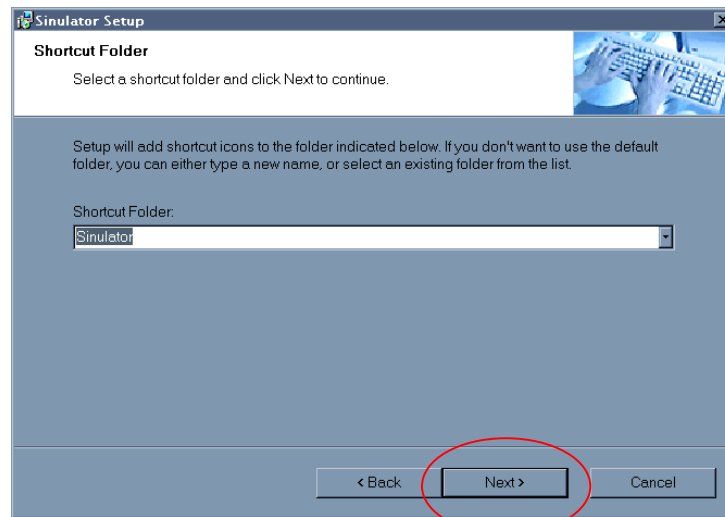 Sinulator Setup
Shortcut Folder
Select a shortcut folder and click Next to continue.
Setup will add shortcut icons to the folder indicated below. If you don't want to use the default
folder, you can either type a new name, or select an existing folder from the list.
Shortcut Folder:
Sinulator
< Back
Next >
Cancel